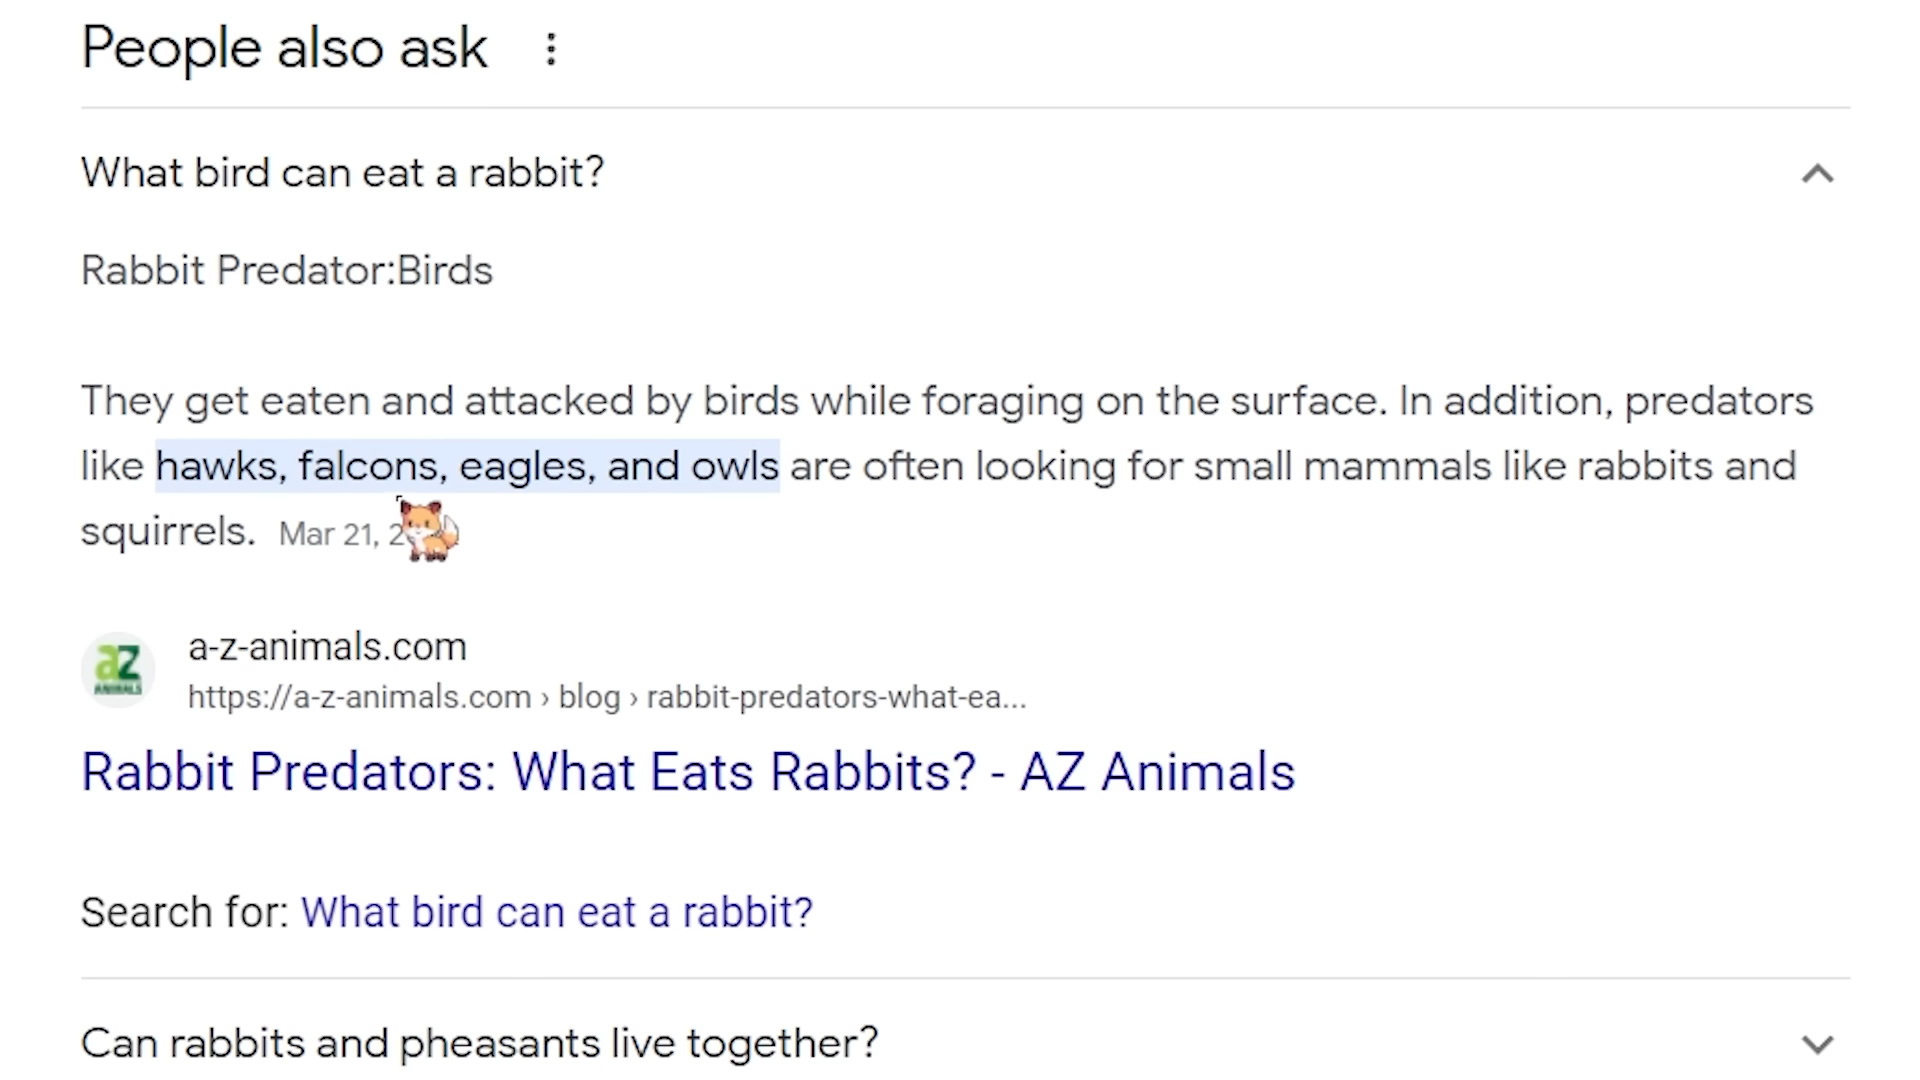 People also ask
What bird can eat a rabbit?
Rabbit Predator:Birds
They get eaten and attacked by birds while foraging on the surface. In addition, predators
like hawks, falcons, eagles, and owls are often looking for small mammals like rabbits and
squirrels. Mar 21,
az
ANIMALS
a-z-animals.com
https://a-z-animals.com › blog › rabbit-predators-what-ea...
Rabbit Predators: What Eats Rabbits? - AZ Animals
Search for: What bird can eat a rabbit?
Can rabbits and pheasants live together?